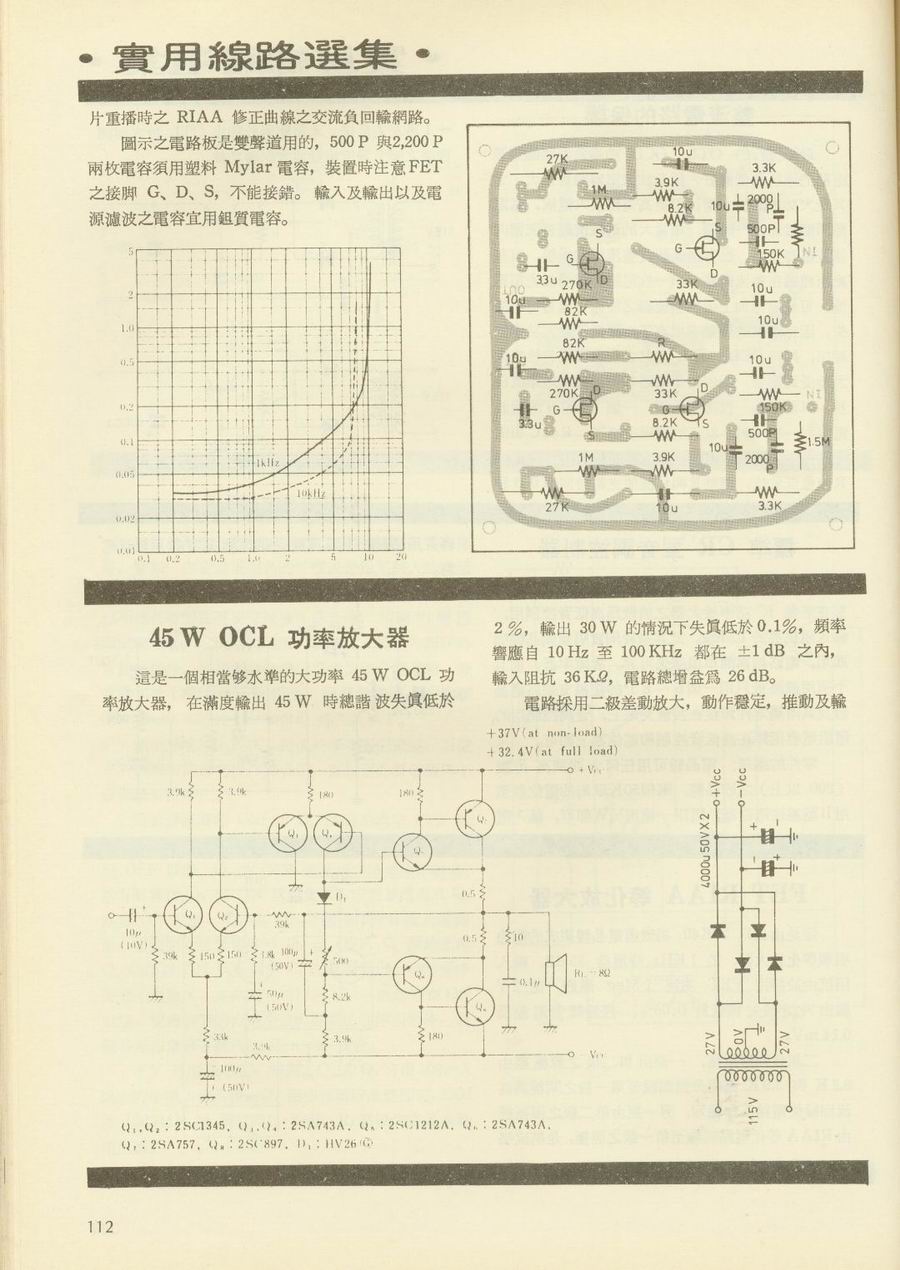 •實用線路選集•
片重播時之 RIAA 修正曲線之交流負回輸網路。
圖示之電路板是雙聲道用的，500 P 與2,200 P
兩枚電容須用塑料 Mylar 電容，裝置時注意 FET
之接脚 G、D、S，不能接錯。輸入及輸出以及電
源濾波之電容宜用鉭質電容。
5
2
1.0
0.5
0.2
0.1
0.05
0.02
0.01
1kHz
10kHz
0.1 0.2 0.5 1.0 2 5 10 20
27K
10u
3.3K
1M
3.9K
8.2K
10u
2000
P
S
S
500P
G
G
150K
IN
D
D
3.3u
270K
33K
10u
OUT
10u
82K
10u
82K
R
10u
10u
270K
D
33K
D
IN
G
G
150K
3.3u
S
S
8.2K
500P
1.5M
10u
2000
P
1M
3.9K
27K
10u
3.3K
45 W OCL 功率放大器
這是一個相當够水準的大功率 45 W OCL 功
率放大器，在滿度輸出 45 W 時總諧波失眞低於
2 %，輸出 30 W 的情況下失眞低於 0.1%，頻率
響應自 10 Hz 至 100 KHz 都在 ±1 dB 之內，
輸入阻抗 36 KΩ，電路總增益爲 26 dB。
電路採用二級差動放大，動作穩定，推動及輸
+37V(at non-load)
+32.4V(at full load)
+Vcc
3.9k
3.9k
180
180
Q₃
Q₄
D₁
0.5
Q₁
Q₂
39k
10μ
(10V)
39k
150
150
1.8k
100μ
(50V)
500
0.5
10
Q₆
RL=8Ω
50μ
(50V)
8.2k
0.1μ
Q₈
33k
3.9k
3.9k
180
100μ
(50V)
-Vcc
+Vcc
-Vcc
4000u 50V X 2
27V
0V
27V
115V
Q₁,Q₂：2SC1345, Q₃,Q₄：2SA743A, Q₅：2SC1212A, Q₆：2SA743A,
Q₇：2SA757, Q₈：2SC897, D₁：HV26(G)
112